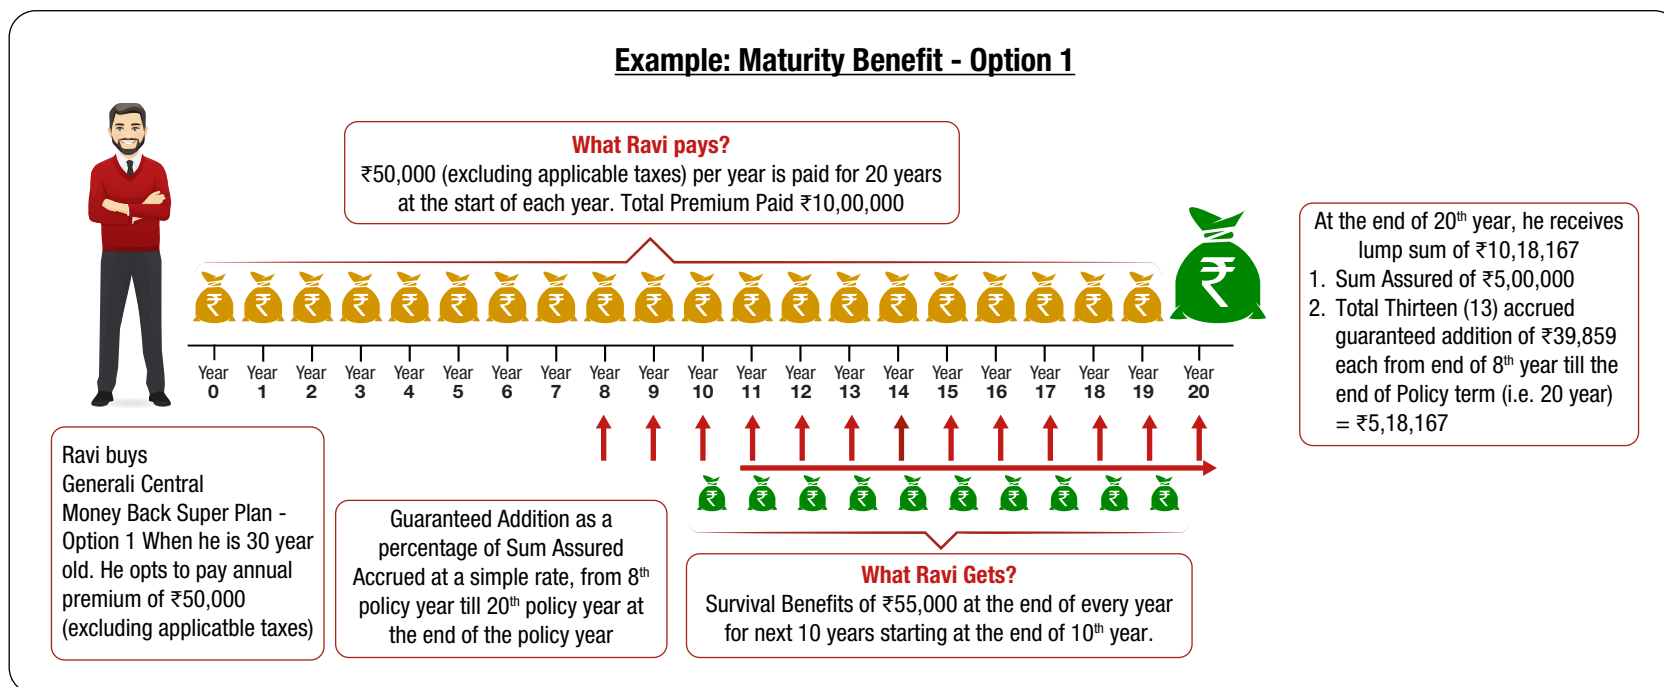 Example: Maturity Benefit - Option 1
What Ravi pays?
₹50,000 (excluding applicable taxes) per year is paid for 20 years
at the start of each year. Total Premium Paid ₹10,00,000
At the end of 20th year, he receives
lump sum of ₹10,18,167
1. Sum Assured of ₹5,00,000
2. Total Thirteen (13) accrued
guaranteed addition of ₹39,859
each from end of 8th year till the
end of Policy term (i.e. 20 year)
= ₹5,18,167
₹ ₹ ₹ ₹ ₹ ₹ ₹ ₹ ₹ ₹ ₹ ₹ ₹ ₹ ₹ ₹ ₹ ₹ ₹ ₹ ₹
Year Year Year Year Year Year Year Year Year Year Year Year Year Year Year Year Year Year Year Year Year
0 1 2 3 4 5 6 7 8 9 10 11 12 13 14 15 16 17 18 19 20
₹ ₹ ₹ ₹ ₹ ₹ ₹ ₹ ₹ ₹
Ravi buys
Generali Central
Money Back Super Plan -
Option 1 When he is 30 year
old. He opts to pay annual
premium of ₹50,000
(excluding applicatble taxes)
Guaranteed Addition as a
percentage of Sum Assured
Accrued at a simple rate, from 8th
policy year till 20th policy year at
the end of the policy year
What Ravi Gets?
Survival Benefits of ₹55,000 at the end of every year
for next 10 years starting at the end of 10th year.